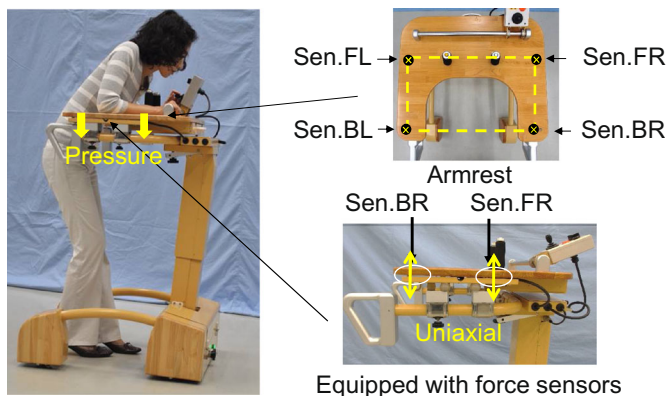 Sen.FL
Sen.FR
Sen.BL
Sen.BR
Pressure
Armrest
Sen.BR
Sen.FR
Uniaxial
Equipped with force sensors